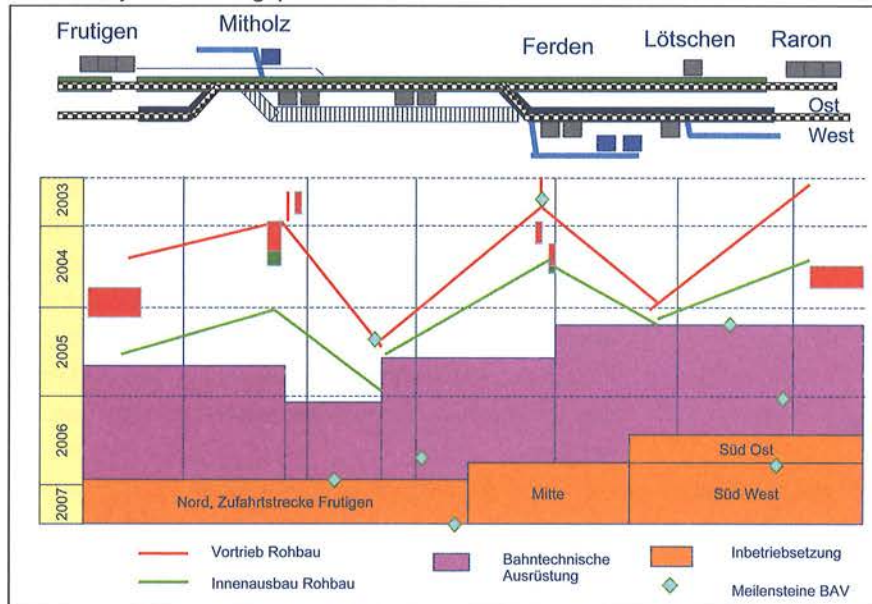 Frutigen
Mitholz
Ferden
Lötschen
Raron
Ost
West
2003
2004
2005
2006
2007
Süd Ost
Nord, Zufahrtstrecke Frutigen
Mitte
Süd West
Vortrieb Rohbau
Innenausbau Rohbau
Bahntechnische
Ausrüstung
Inbetriebsetzung
Meilensteine BAV